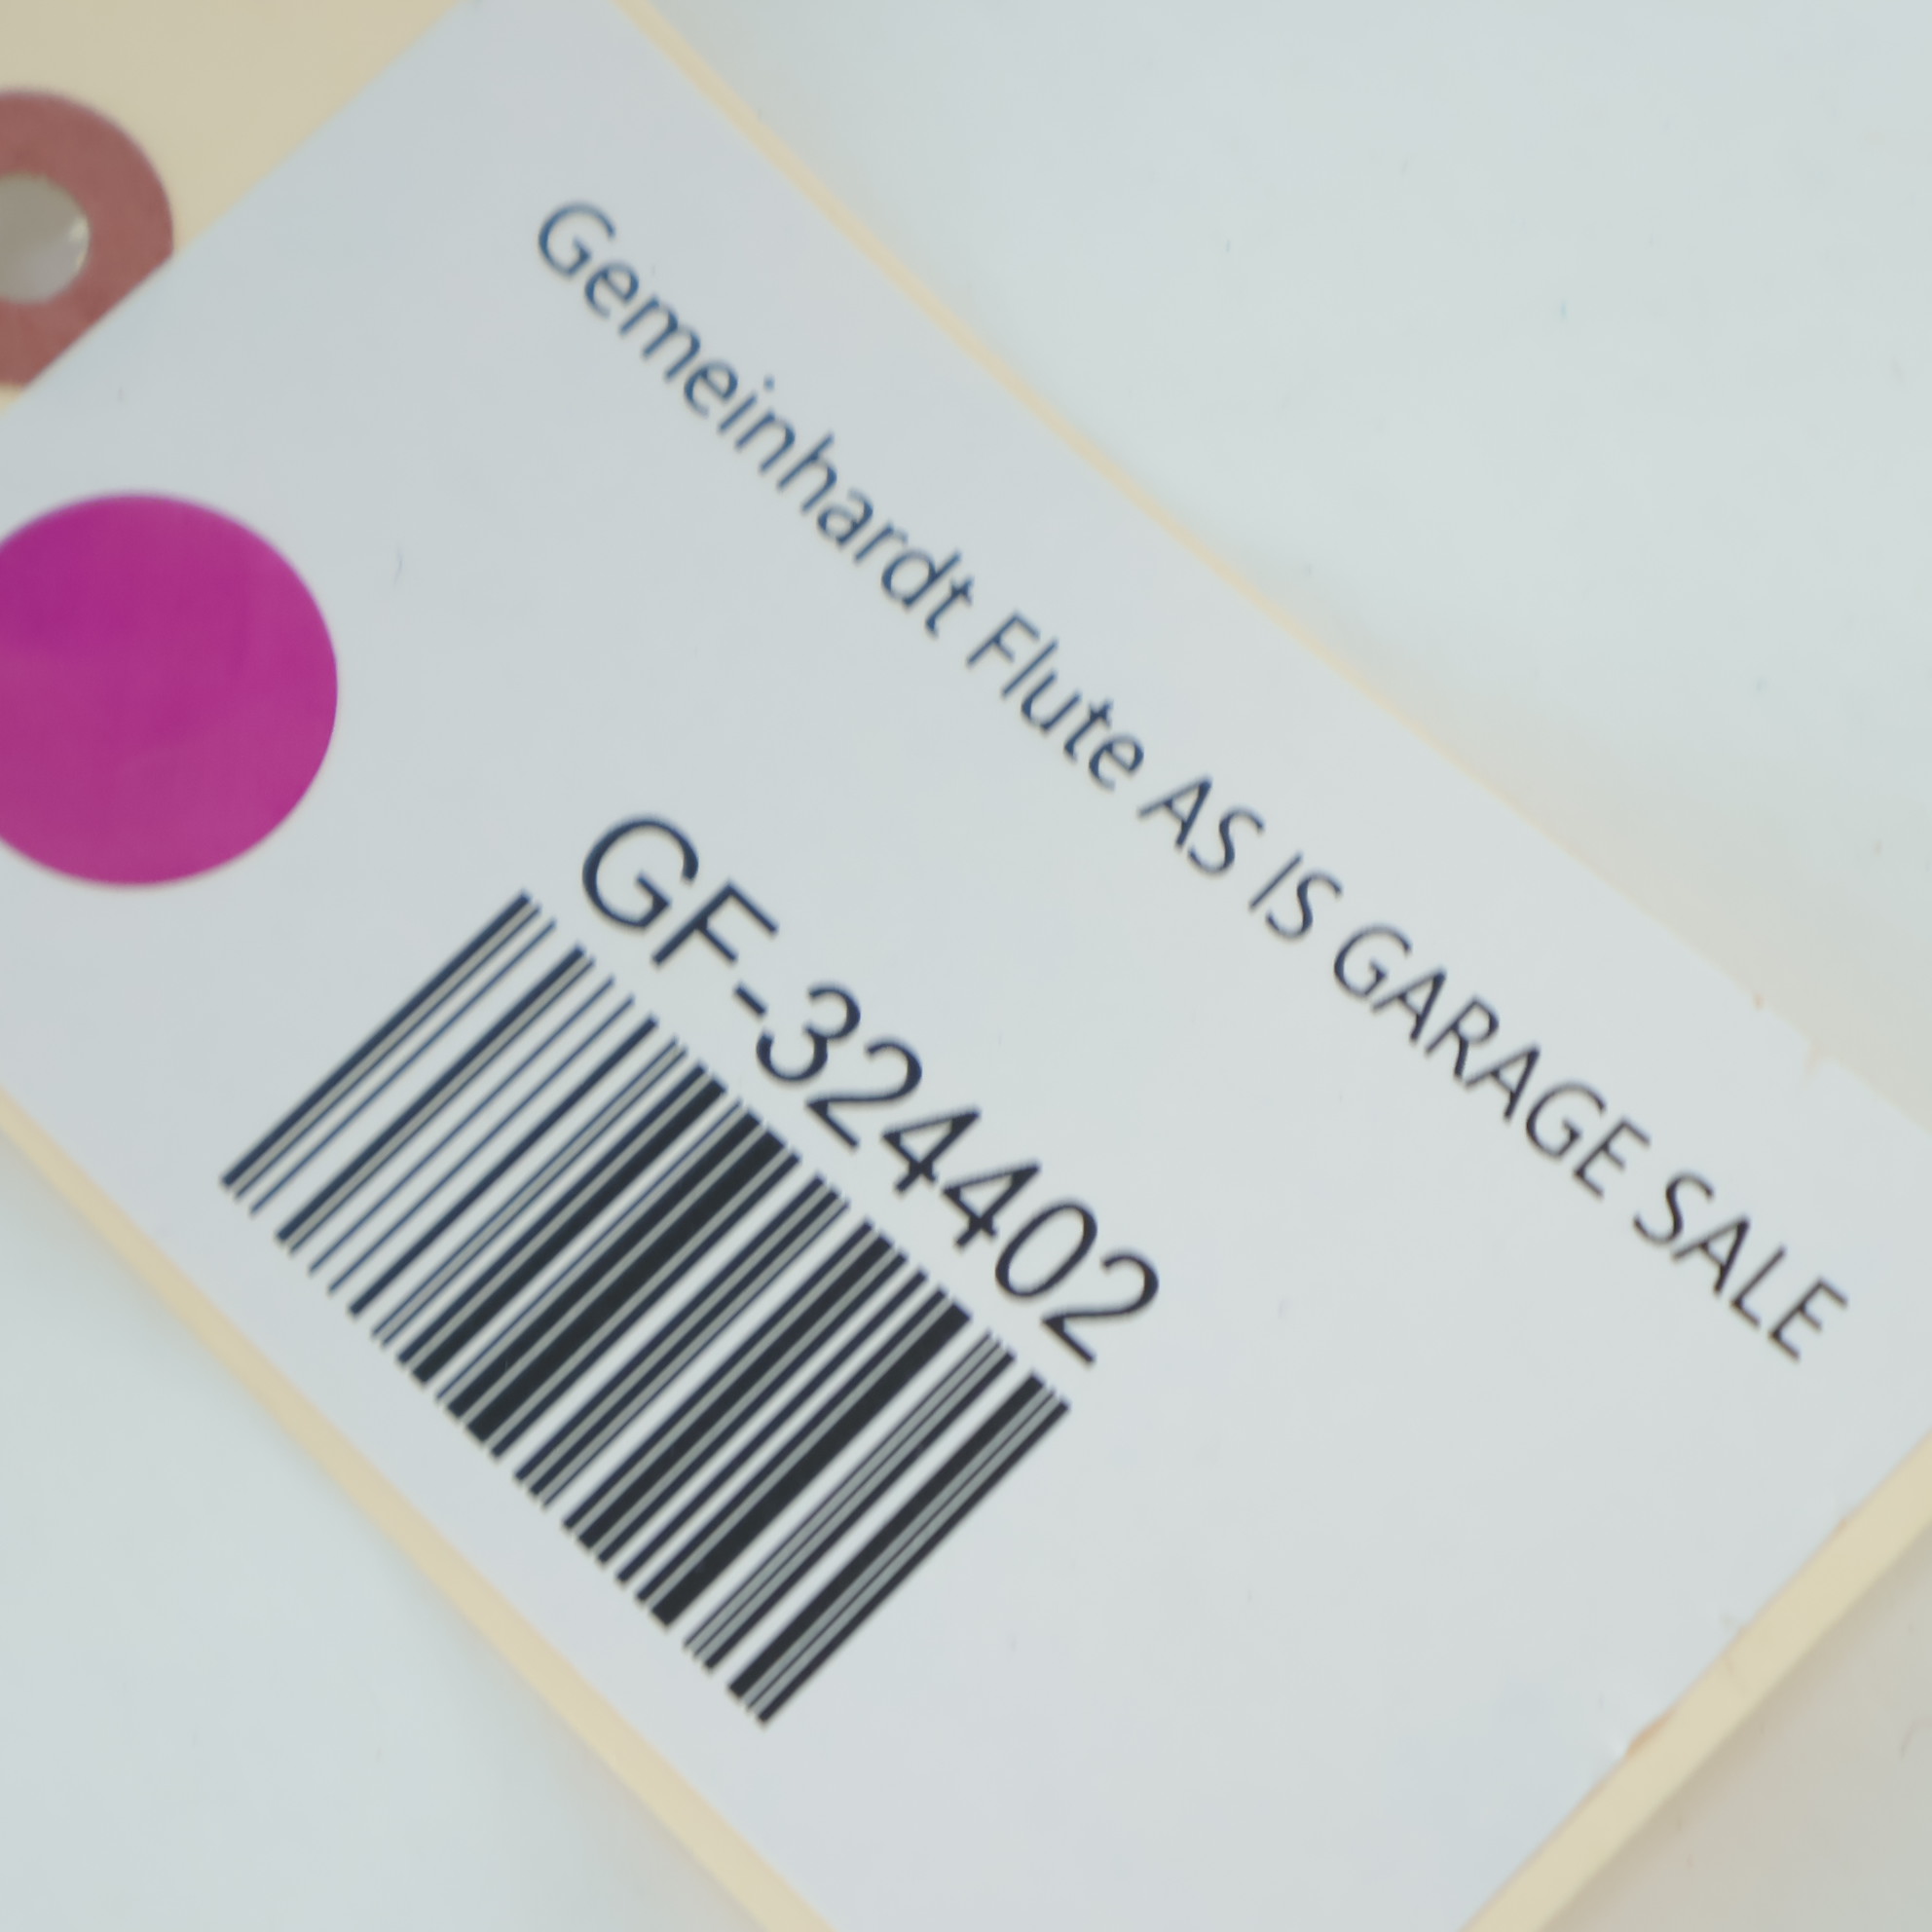 Gemeinhardt Flute AS IS GARAGE SALE
GF-324402